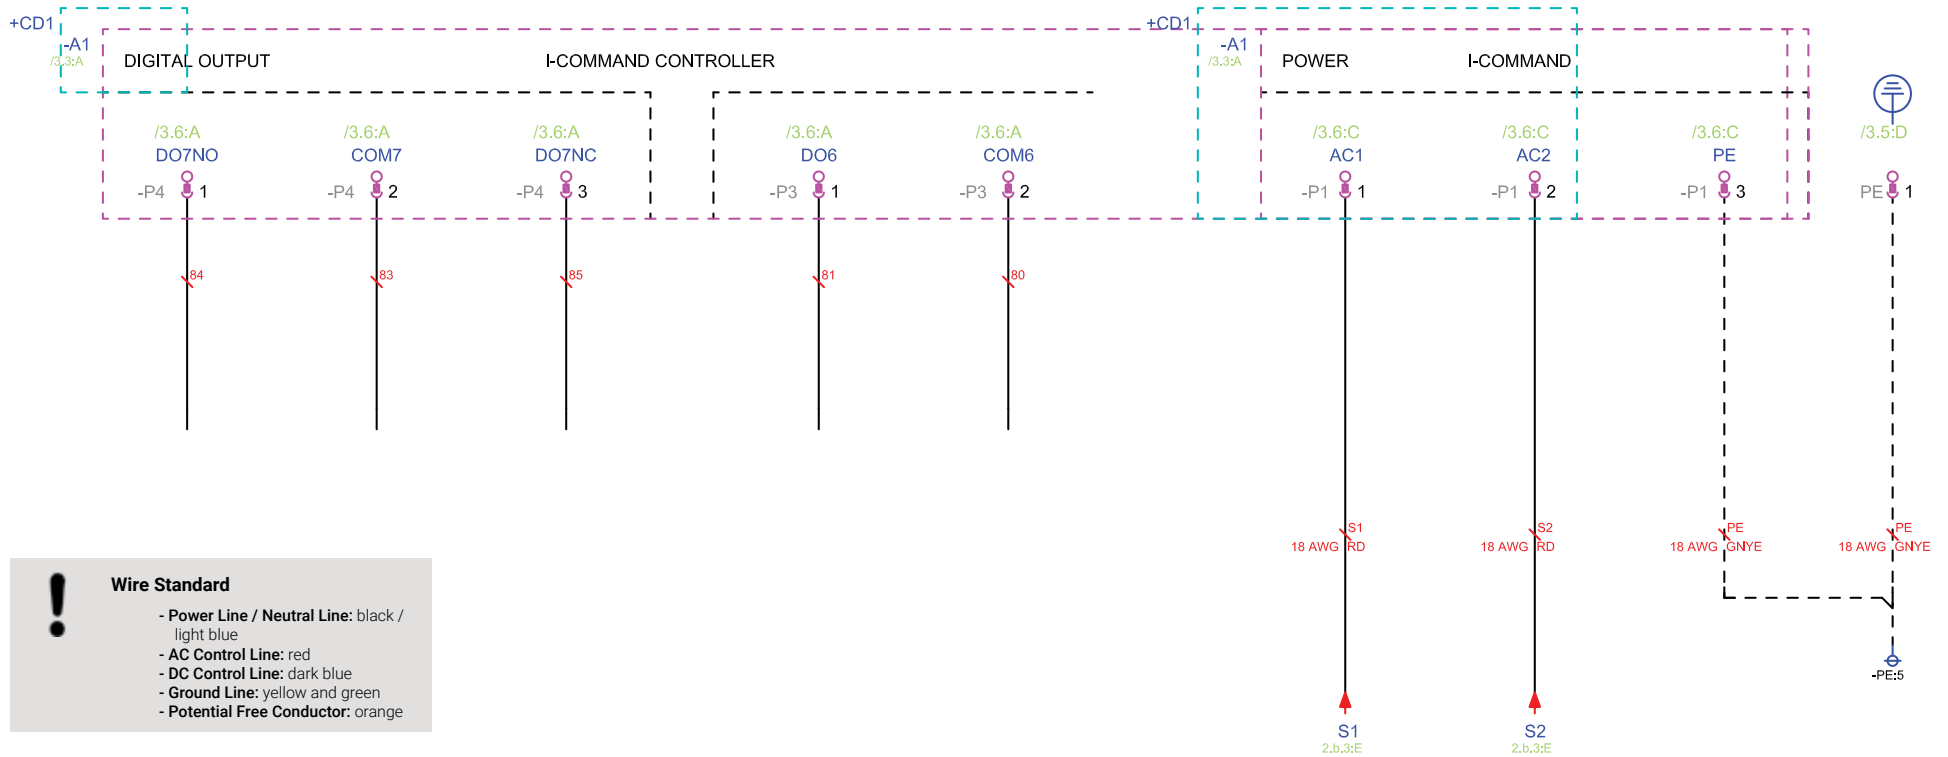 +CD1
-A1
/3.3:A
DIGITAL OUTPUT
I-COMMAND CONTROLLER
+CD1
-A1
/3.3:A
POWER
I-COMMAND
/3.6:A
/3.6:A
/3.6:A
/3.6:A
/3.6:A
/3.6:C
/3.6:C
/3.6:C
/3.5:D
DO7NO
COM7
DO7NC
DO6
COM6
AC1
AC2
PE
-P4 1
-P4 2
-P4 3
-P3 1
-P3 2
-P1 1
-P1 2
-P1 3
PE 1
84
83
85
81
80
S1
18 AWG RD
S2
18 AWG RD
PE
18 AWG GNYE
PE
18 AWG GNYE
-PE:5
S1
2.b.3:E
S2
2.b.3:E
!
Wire Standard
- Power Line / Neutral Line: black /
light blue
- AC Control Line: red
- DC Control Line: dark blue
- Ground Line: yellow and green
- Potential Free Conductor: orange